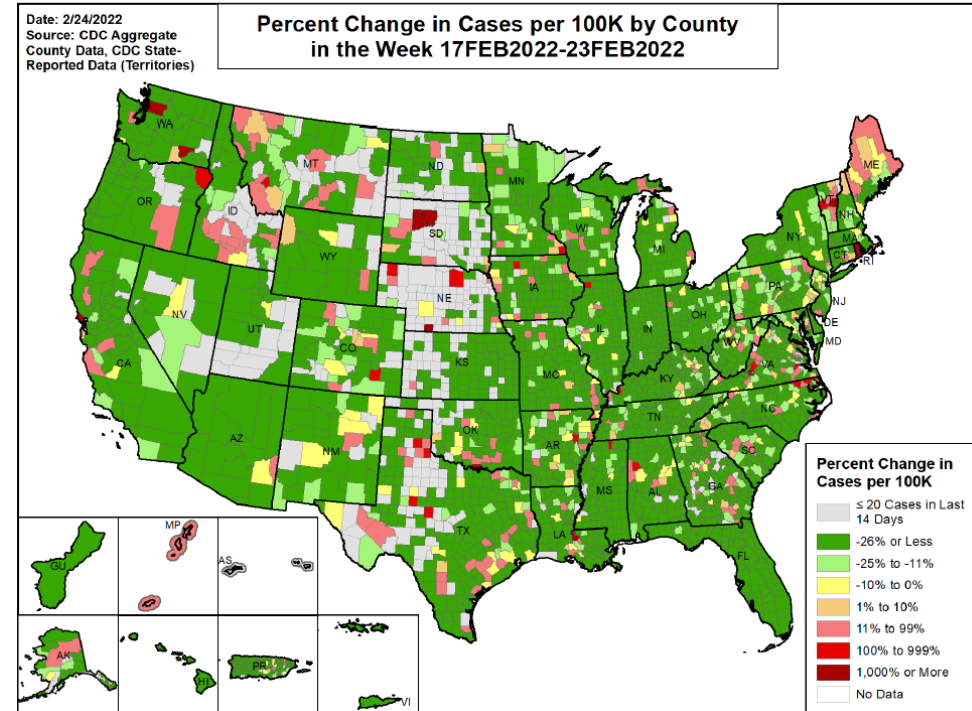 Date: 2/24/2022
Source: CDC Aggregate
County Data, CDC State-
Reported Data (Territories)
Percent Change in Cases per 100K by County
in the Week 17FEB2022-23FEB2022
WA
MT
ND
MN
ME
OR
ID
SD
WI
VT
NH
WY
MI
NY
MA
CT
RI
NV
NE
IA
PA
NJ
UT
CO
IL
IN
OH
DE
MD
CA
KS
MO
WV
VA
KY
AZ
NM
OK
AR
TN
NC
SC
TX
LA
MS
AL
GA
FL
GU
MP
AS
AK
HI
PR
VI
Percent Change in
Cases per 100K
≤ 20 Cases in Last
14 Days
-26% or Less
-25% to -11%
-10% to 0%
1% to 10%
11% to 99%
100% to 999%
1,000% or More
No Data